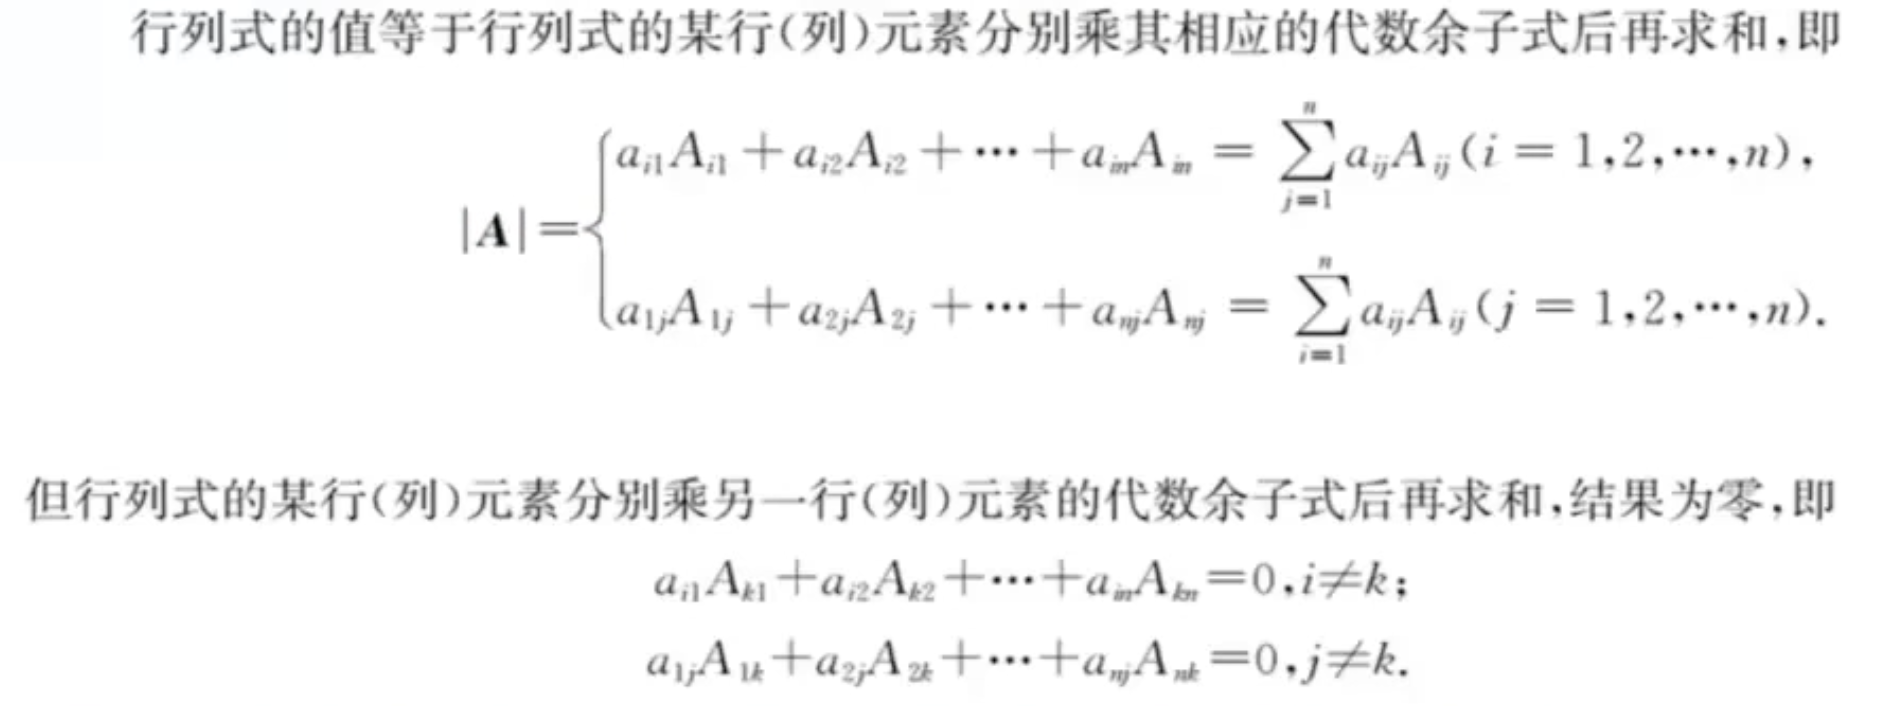 行列式的值等于行列式的某行(列)元素分别乘其相应的代数余子式后再求和,即
|A|={a_{i1}A_{i1}+a_{i2}A_{i2}+⋯+a_{in}A_{in}=∑_{j=1}^{n}a_{ij}A_{ij}(i=1,2,⋯,n),
a_{1j}A_{1j}+a_{2j}A_{2j}+⋯+a_{nj}A_{nj}=∑_{i=1}^{n}a_{ij}A_{ij}(j=1,2,⋯,n).
但行列式的某行(列)元素分别乘另一行(列)元素的代数余子式后再求和,结果为零,即
a_{i1}A_{k1}+a_{i2}A_{k2}+⋯+a_{in}A_{kn}=0,i≠k;
a_{1j}A_{1k}+a_{2j}A_{2k}+⋯+a_{nj}A_{nk}=0,j≠k.